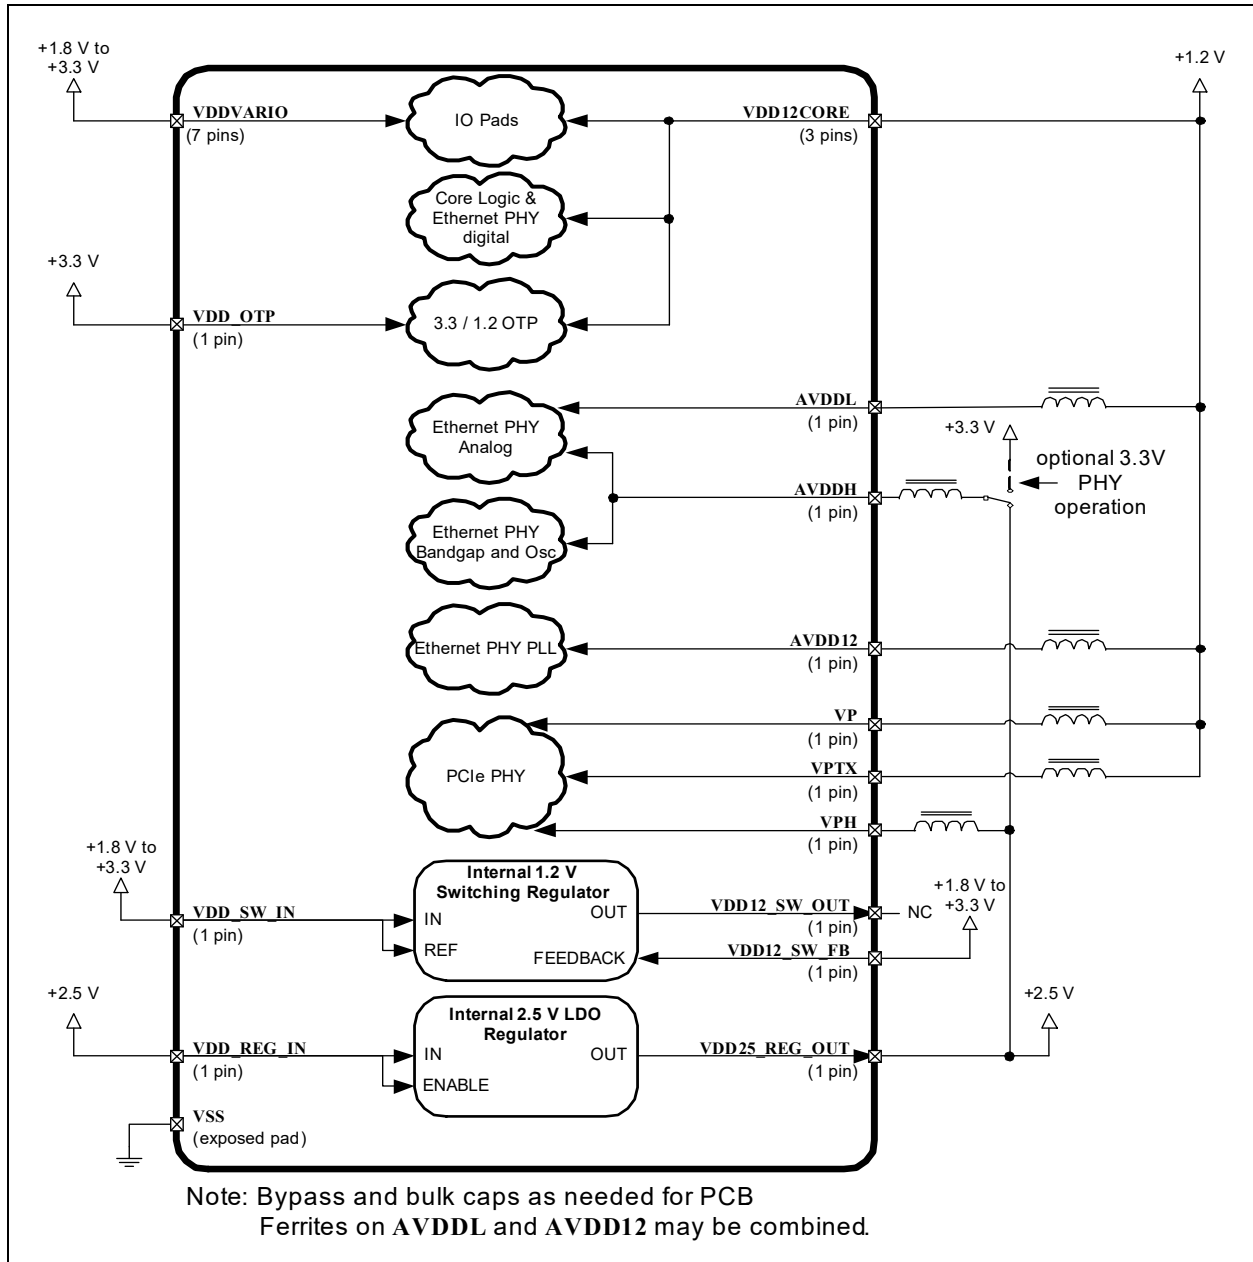 +1.8 V to
+3.3 V
+1.2 V
VDDVARIO
(7 pins)
IO Pads
VDD12CORE
(3 pins)
Core Logic &
Ethernet PHY
digital
+3.3 V
VDD_OTP
(1 pin)
3.3 / 1.2 OTP
AVDDL
(1 pin)
Ethernet PHY
Analog
+3.3 V
optional 3.3V
PHY
operation
AVDDH
(1 pin)
Ethernet PHY
Bandgap and Osc
AVDD12
(1 pin)
Ethernet PHY PLL
VP
(1 pin)
PCIe PHY
VPTX
(1 pin)
VPH
(1 pin)
+1.8 V to
+3.3 V
Internal 1.2 V
Switching Regulator
VDD_SW_IN
(1 pin)
IN
REF
OUT
FEEDBACK
VDD12_SW_OUT
(1 pin)
NC
+1.8 V to
+3.3 V
VDD12_SW_FB
(1 pin)
+2.5 V
Internal 2.5 V LDO
Regulator
+2.5 V
VDD_REG_IN
(1 pin)
IN
ENABLE
OUT
VDD25_REG_OUT
(1 pin)
VSS
(exposed pad)
Note: Bypass and bulk caps as needed for PCB
Ferrites on AVDDL and AVDD12 may be combined.